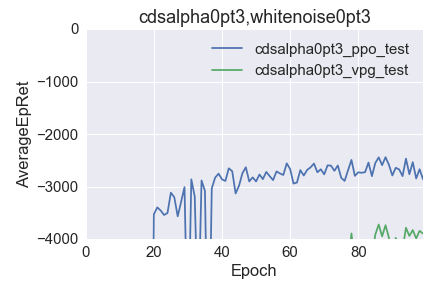 cdsalpha0pt3,whitenoise0pt3
cdsalpha0pt3_ppo_test
cdsalpha0pt3_vpg_test
AverageEpRet
0
−1000
−2000
−3000
−4000
0 20 40 60 80
Epoch